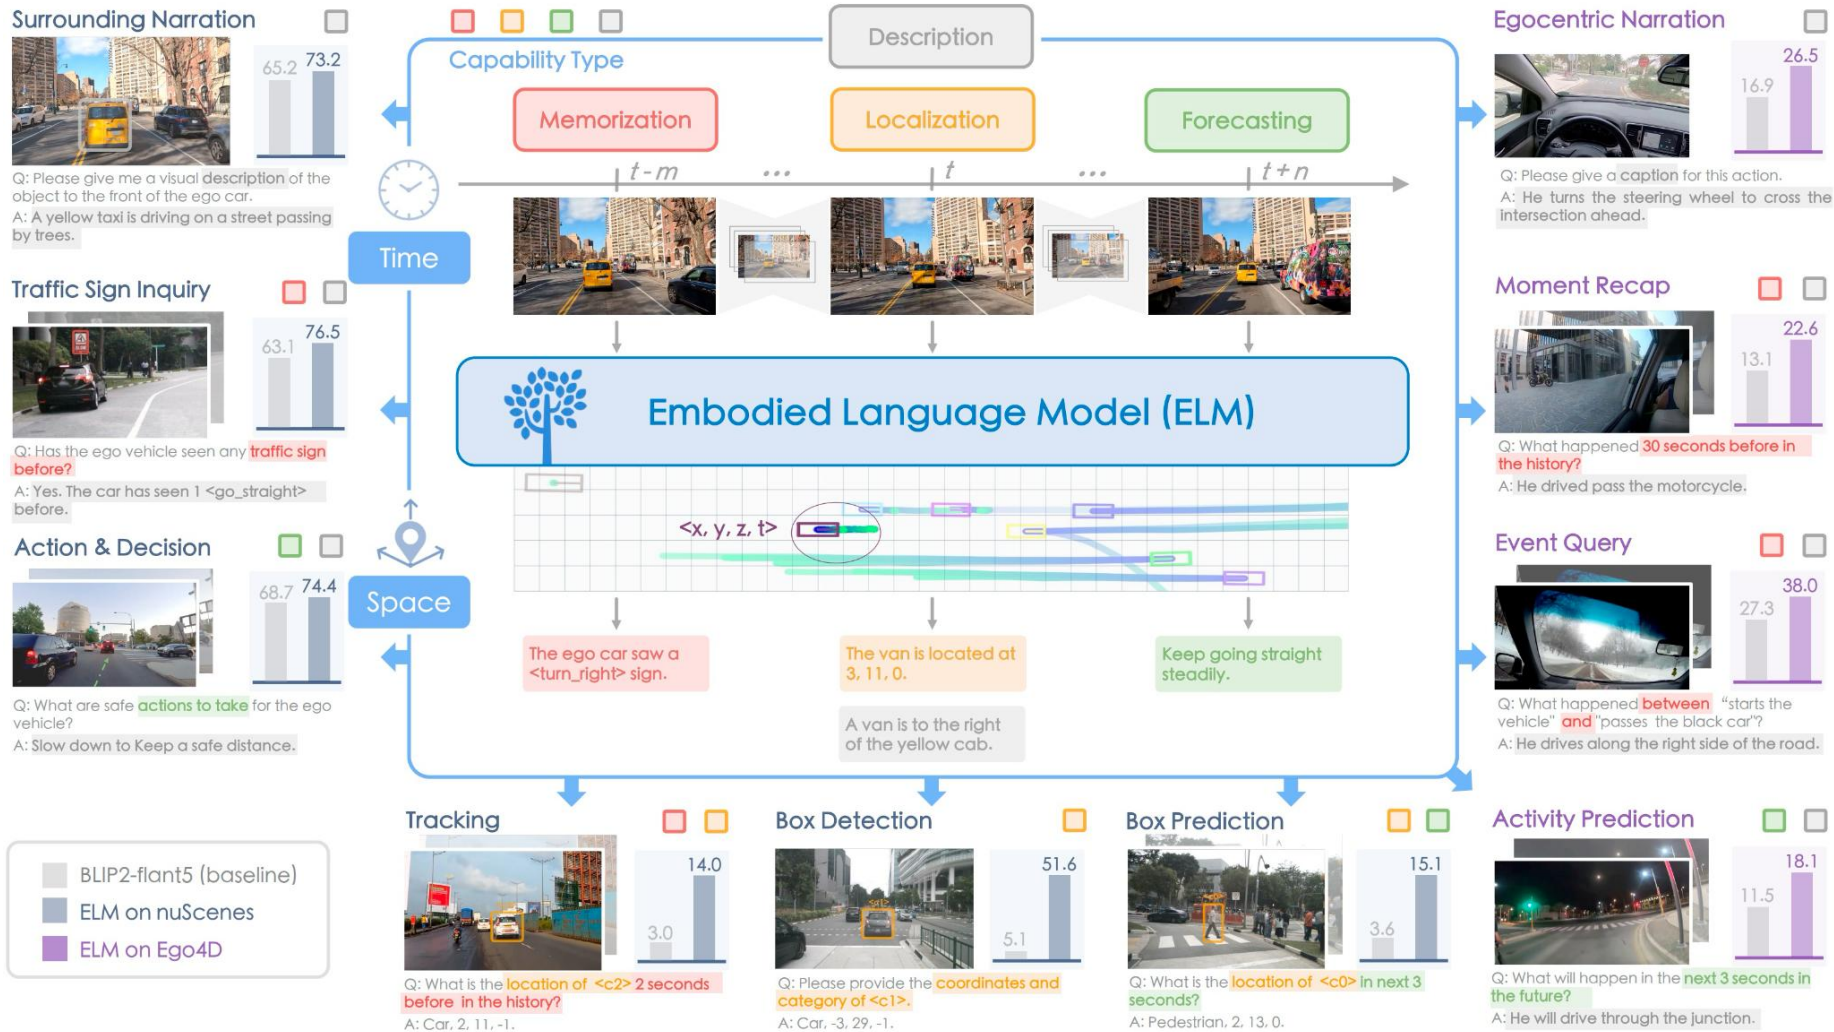 Surrounding Narration
65.2
73.2
Q: Please give me a visual description of the
object to the front of the ego car.
A: A yellow taxi is driving on a street passing
by trees.
Traffic Sign Inquiry
63.1
76.5
Q: Has the ego vehicle seen any traffic sign
before?
A: Yes. The car has seen 1 <go_straight>
before.
Action & Decision
68.7
74.4
Q: What are safe actions to take for the ego
vehicle?
A: Slow down to Keep a safe distance.
BLIP2-flant5 (baseline)
ELM on nuScenes
ELM on Ego4D
Capability Type
Description
Memorization
Localization
Forecasting
t-m
...
t
...
t+n
Time
Embodied Language Model (ELM)
<x, y, z, t>
Space
The ego car saw a
<turn_right> sign.
The van is located at
3, 11, 0.
Keep going straight
steadily.
A van is to the right
of the yellow cab.
Tracking
3.0
14.0
Q: What is the location of <c2> 2 seconds
before in the history?
A: Car, 2, 11, -1.
Box Detection
<c1>
5.1
51.6
Q: Please provide the coordinates and
category of <c1>.
A: Car, -3, 29, -1.
Box Prediction
<c0>
3.6
15.1
Q: What is the location of <c0> in next 3
seconds?
A: Pedestrian, 2, 13, 0.
Egocentric Narration
16.9
26.5
Q: Please give a caption for this action.
A: He turns the steering wheel to cross the
intersection ahead.
Moment Recap
13.1
22.6
Q: What happened 30 seconds before in
the history?
A: He drived pass the motorcycle.
Event Query
27.3
38.0
Q: What happened between "starts the
vehicle" and "passes the black car"?
A: He drives along the right side of the road.
Activity Prediction
11.5
18.1
Q: What will happen in the next 3 seconds in
the future?
A: He will drive through the junction.